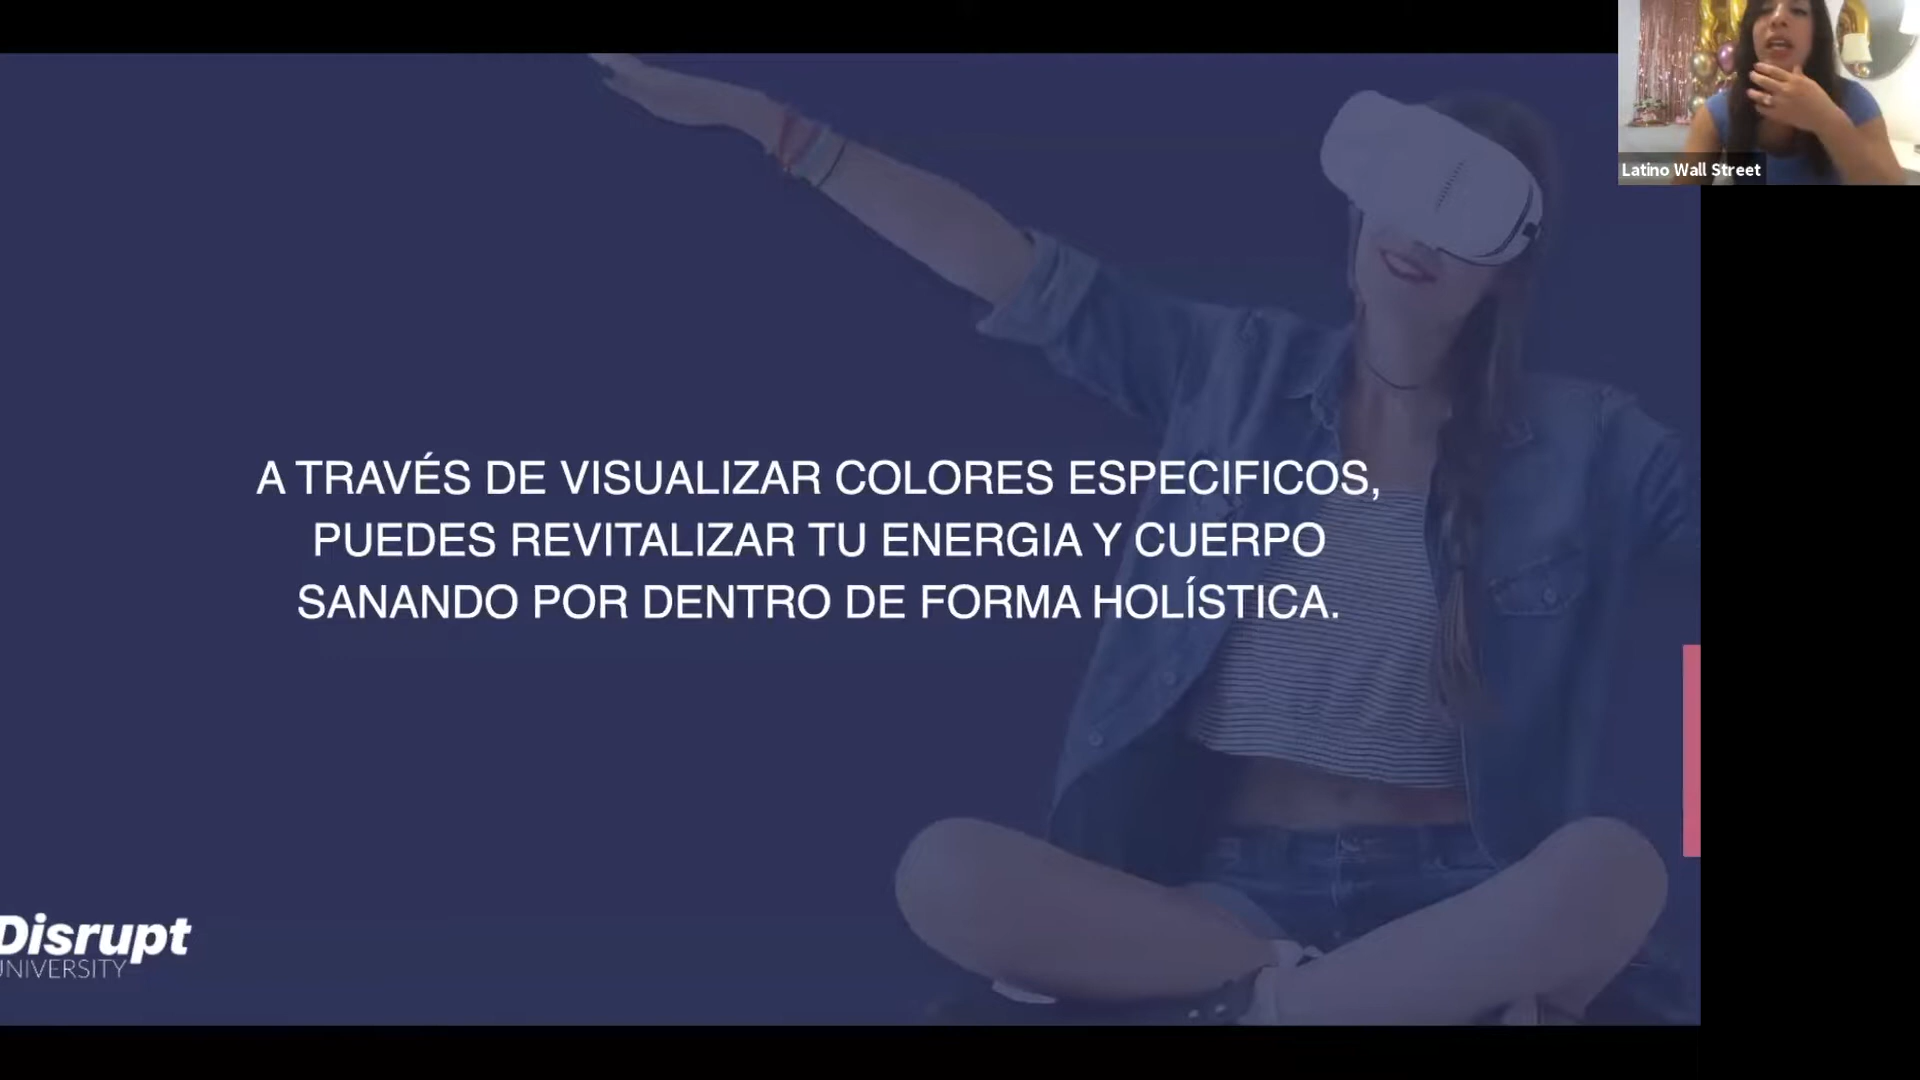 Latino Wall Street
A TRAVÉS DE VISUALIZAR COLORES ESPECIFICOS,
PUEDES REVITALIZAR TU ENERGIA Y CUERPO
SANANDO POR DENTRO DE FORMA HOLÍSTICA.
Disrupt
UNIVERSITY